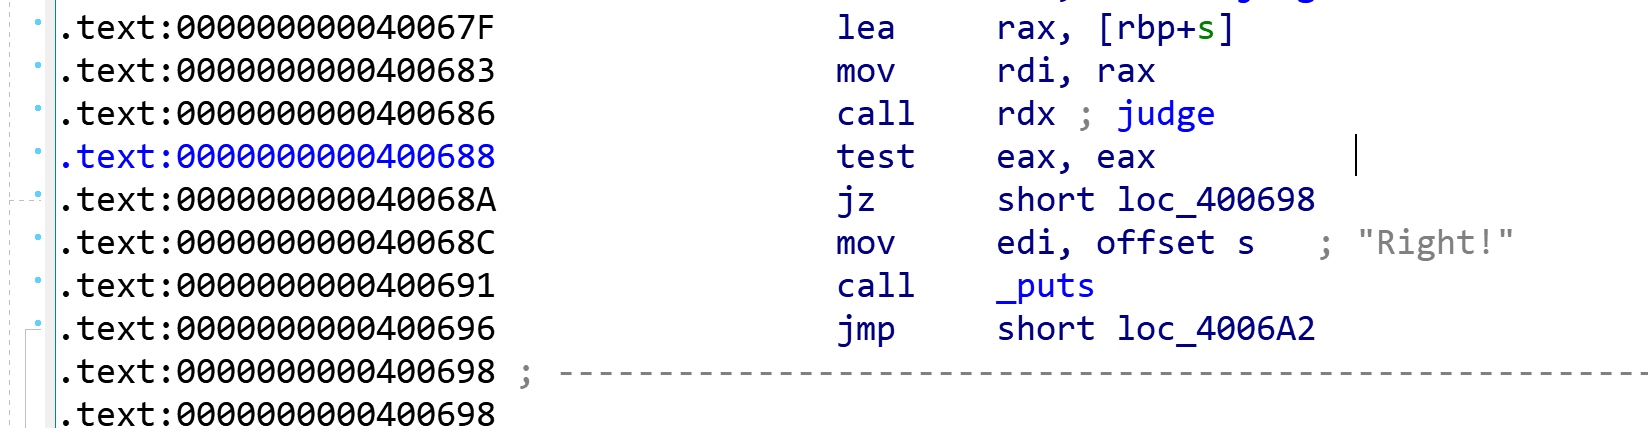 .text:000000000040067F lea rax, [rbp+s]
.text:0000000000400683 mov rdi, rax
.text:0000000000400686 call rdx ; judge
.text:0000000000400688 test eax, eax
.text:000000000040068A jz short loc_400698
.text:000000000040068C mov edi, offset s ; "Right!"
.text:0000000000400691 call _puts
.text:0000000000400696 jmp short loc_4006A2
.text:0000000000400698 ; -------------------------------------------------------
.text:0000000000400698